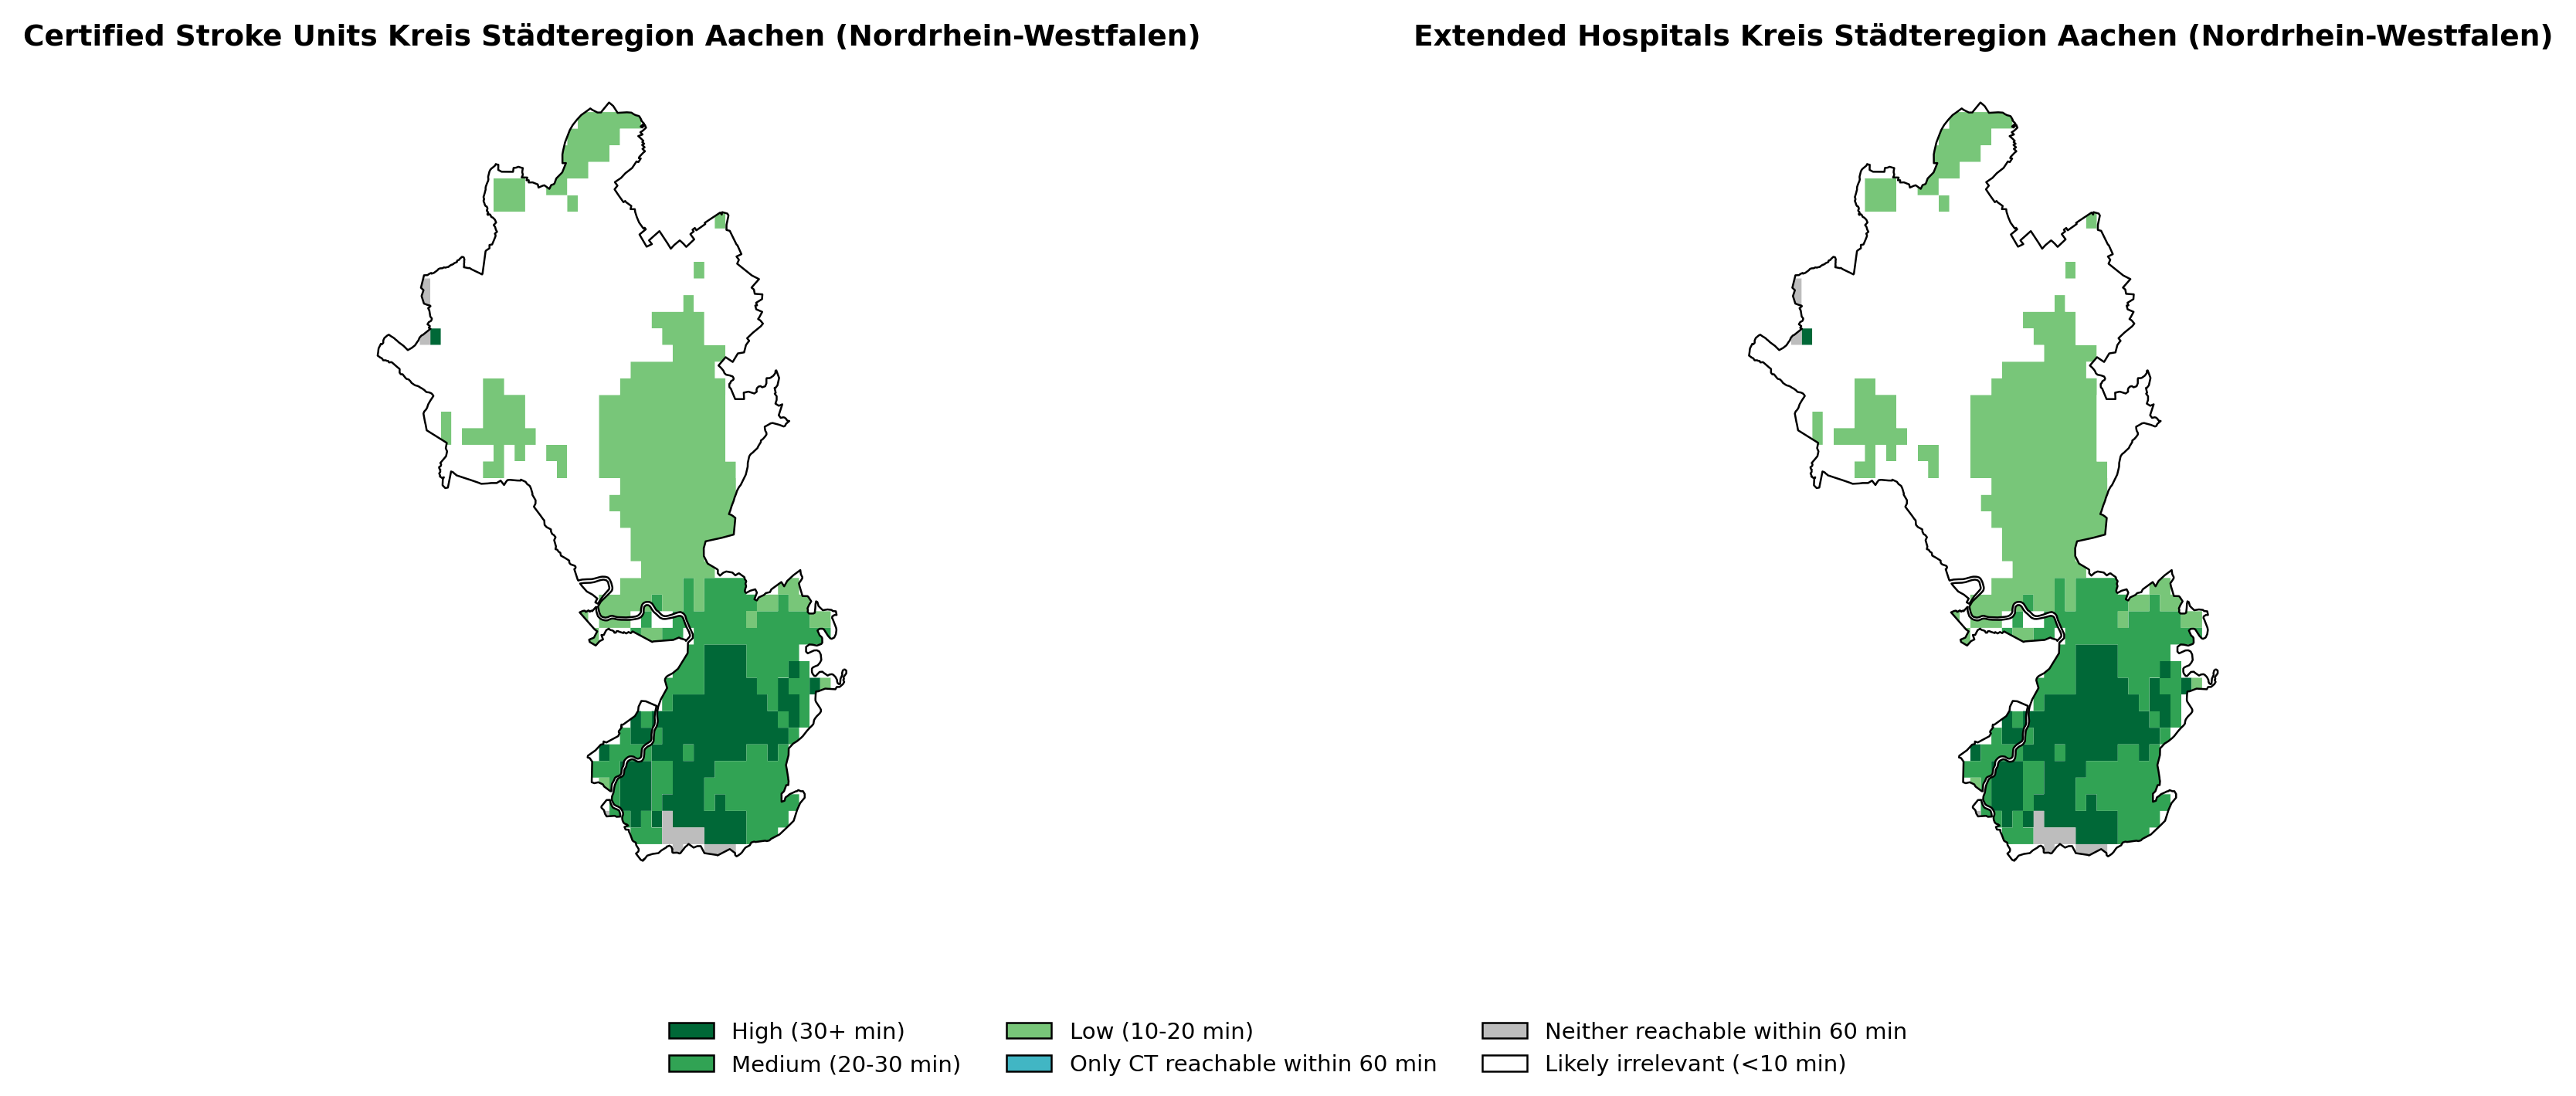 Certified Stroke Units Kreis Städteregion Aachen (Nordrhein-Westfalen)
Extended Hospitals Kreis Städteregion Aachen (Nordrhein-Westfalen)
High (30+ min)
Medium (20-30 min)
Low (10-20 min)
Only CT reachable within 60 min
Neither reachable within 60 min
Likely irrelevant (<10 min)